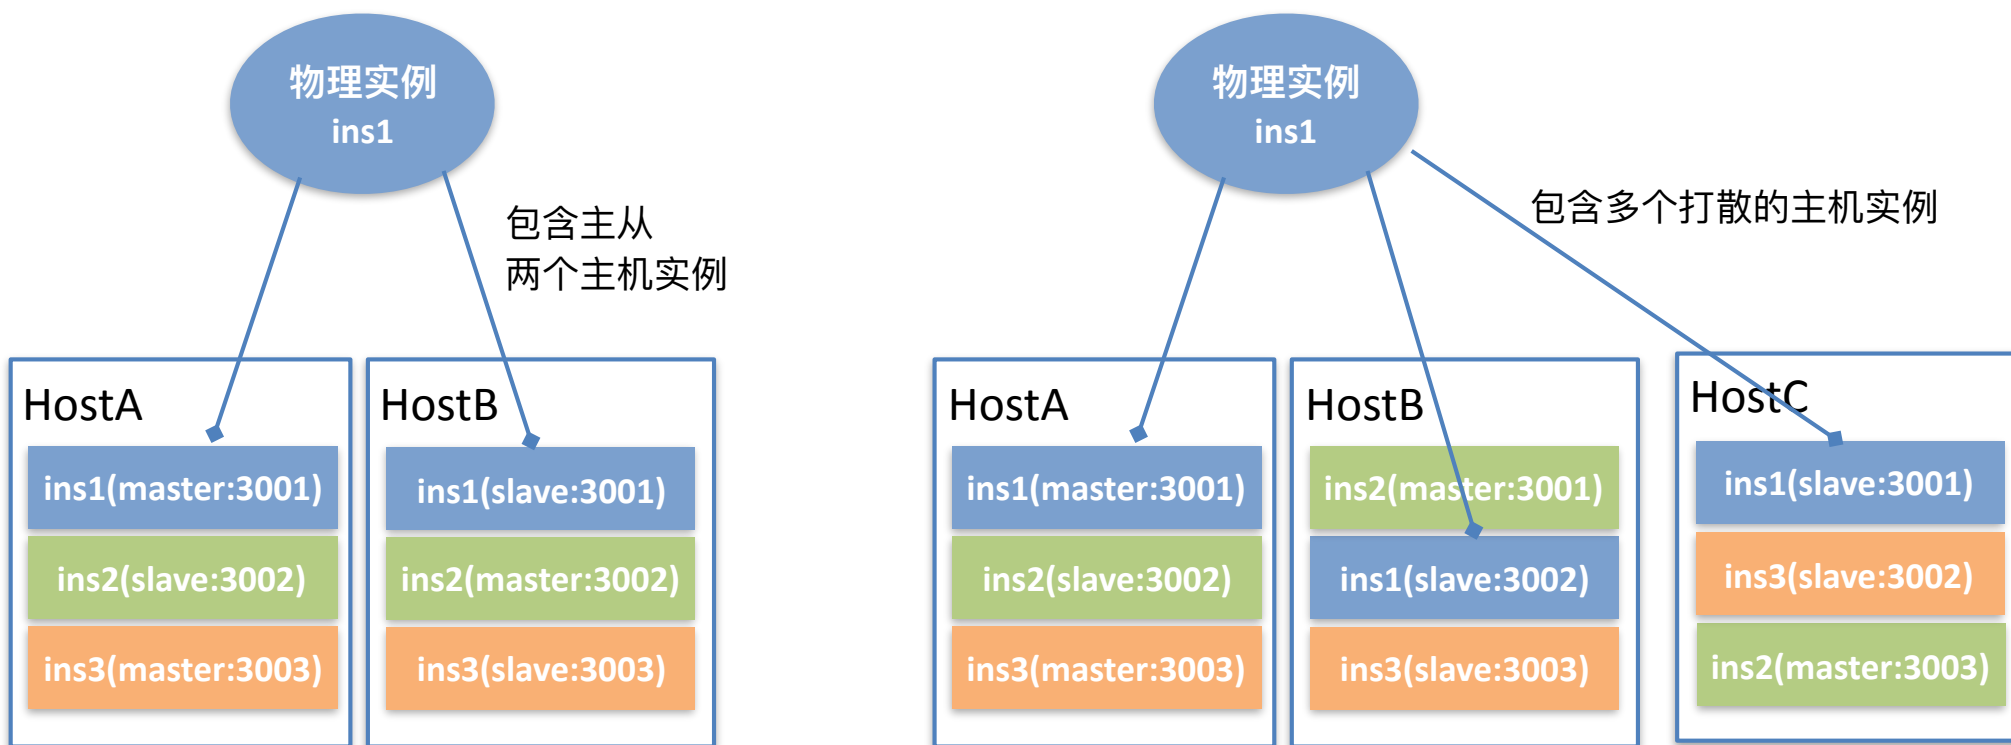 物理实例
ins1
包含主从
两个主机实例
HostA
ins1(master:3001)
ins2(slave:3002)
ins3(master:3003)
HostB
ins1(slave:3001)
ins2(master:3002)
ins3(slave:3003)
物理实例
ins1
包含多个打散的主机实例
HostA
ins1(master:3001)
ins2(slave:3002)
ins3(master:3003)
HostB
ins2(master:3001)
ins1(slave:3002)
ins3(slave:3003)
HostC
ins1(slave:3001)
ins3(slave:3002)
ins2(master:3003)